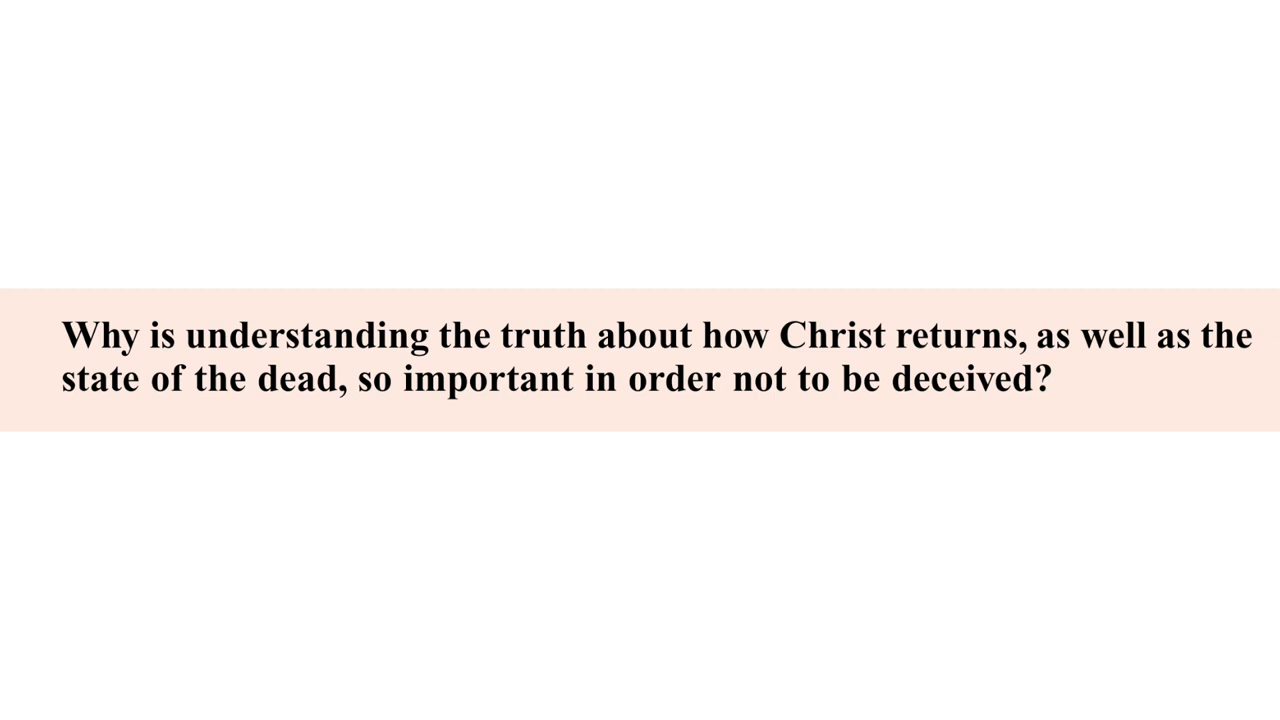 Why is understanding the truth about how Christ returns, as well as the
state of the dead, so important in order not to be deceived?